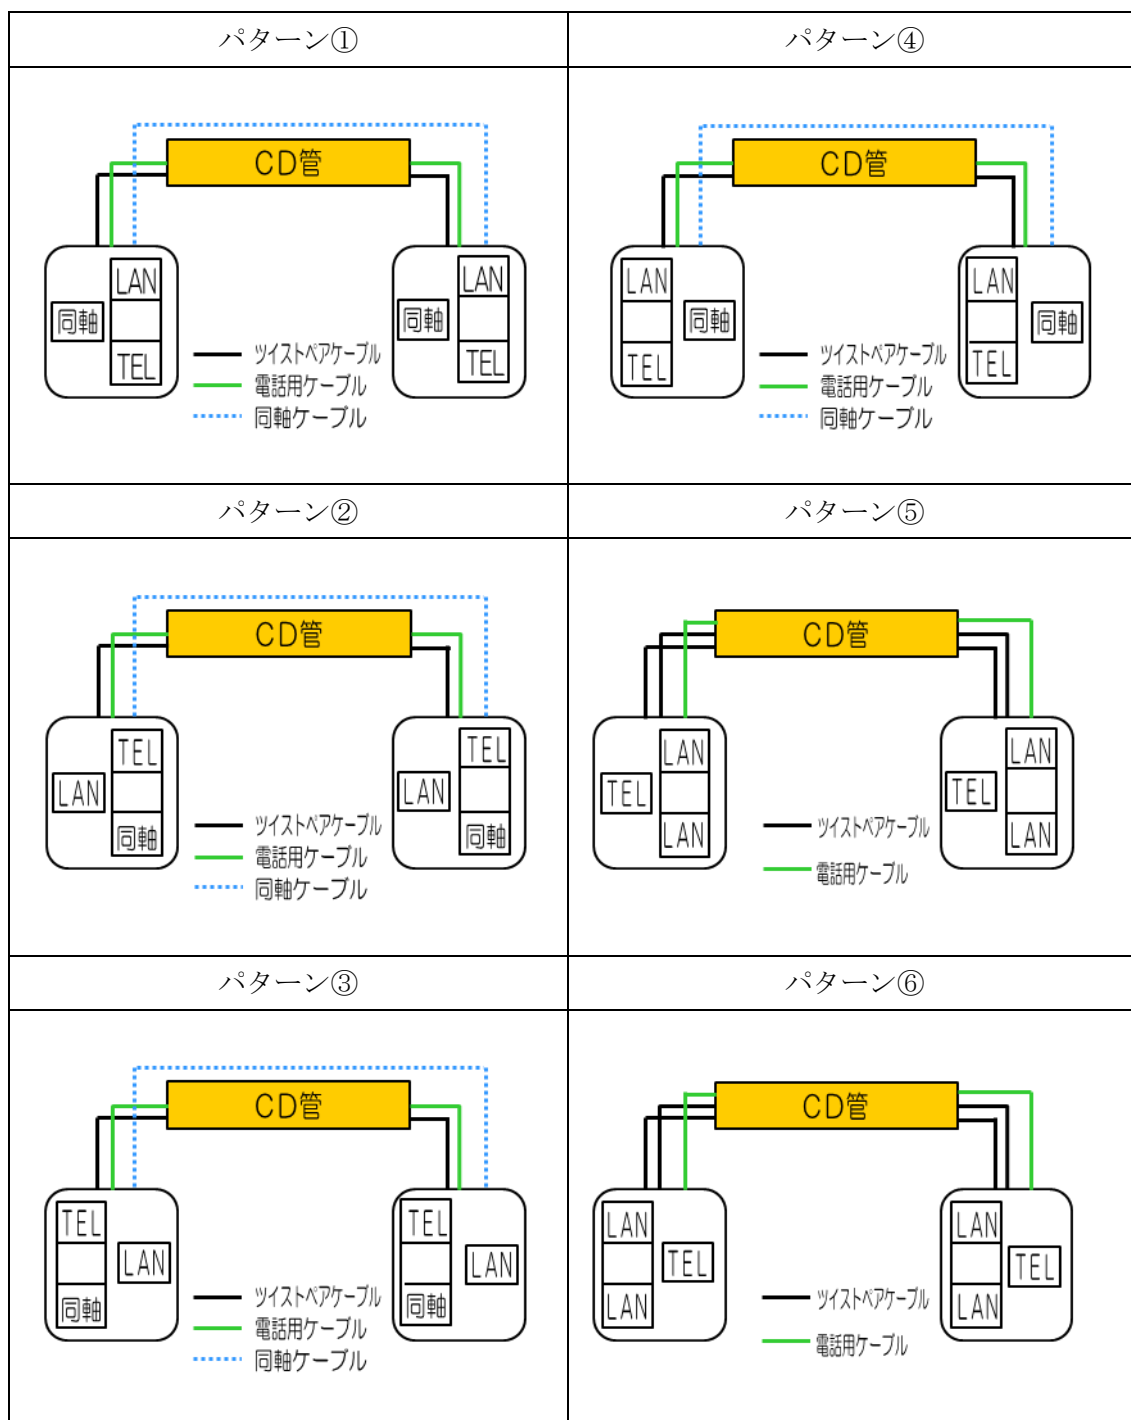 パターン①
パターン④
CD管
LAN
同軸
TEL
LAN
同軸
TEL
ツイストペアケーブル
電話用ケーブル
同軸ケーブル
CD管
LAN
同軸
TEL
LAN
同軸
TEL
ツイストペアケーブル
電話用ケーブル
同軸ケーブル
パターン②
パターン⑤
CD管
TEL
LAN
同軸
TEL
LAN
同軸
ツイストペアケーブル
電話用ケーブル
同軸ケーブル
CD管
LAN
TEL
LAN
LAN
TEL
LAN
ツイストペアケーブル
電話用ケーブル
パターン③
パターン⑥
CD管
TEL
LAN
同軸
TEL
LAN
同軸
ツイストペアケーブル
電話用ケーブル
同軸ケーブル
CD管
LAN
TEL
LAN
LAN
TEL
LAN
ツイストペアケーブル
電話用ケーブル